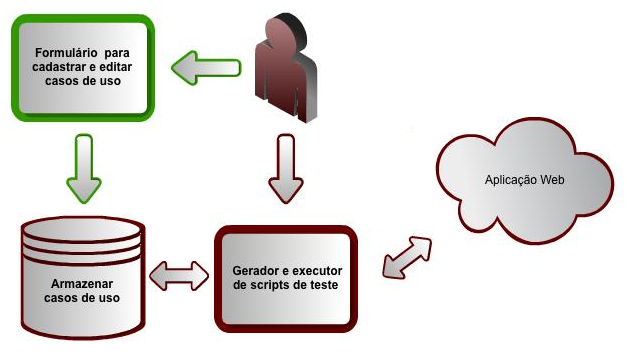 Formulário para
cadastrar e editar
casos de uso
Aplicação Web
Armazenar
casos de uso
Gerador e executor
de scripts de teste